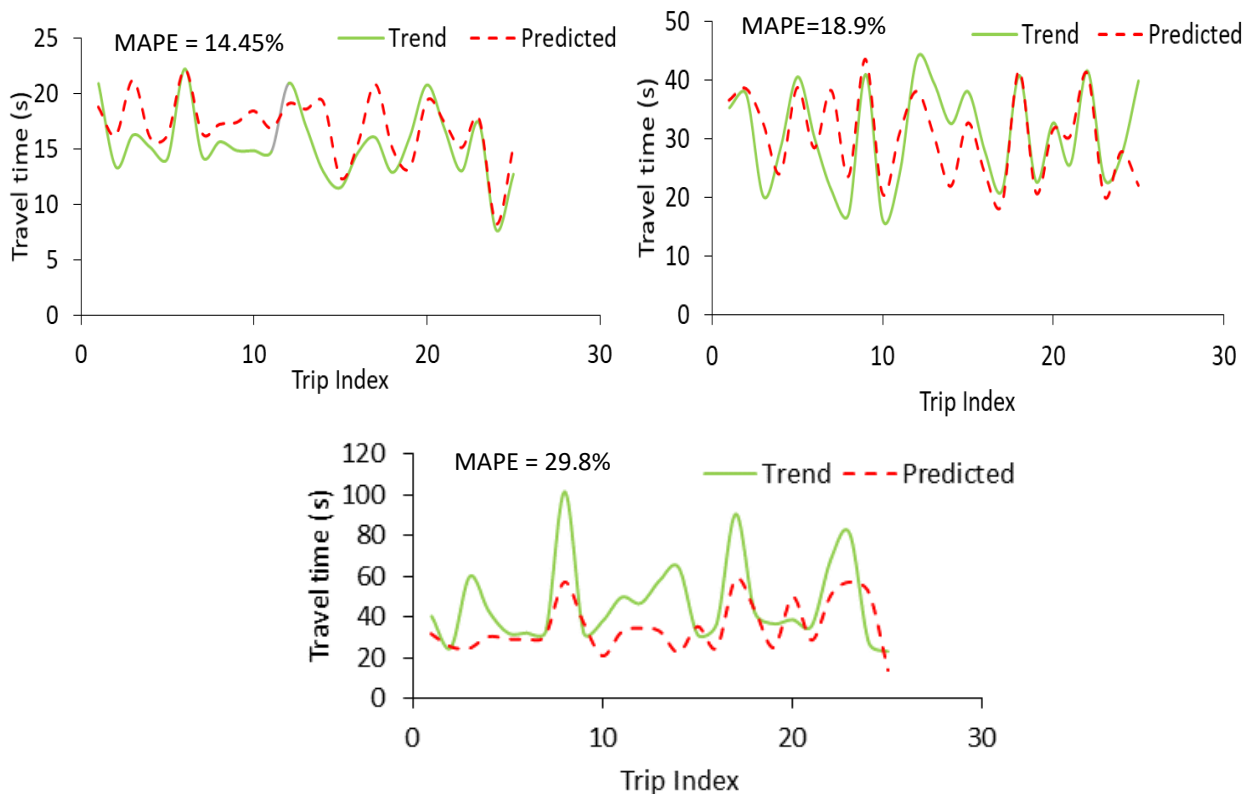 MAPE = 14.45%
Trend
Predicted
Travel time (s)
25
20
15
10
5
0
0
10
20
30
Trip Index
MAPE=18.9%
Trend
Predicted
Travel time (s)
50
40
30
20
10
0
0
10
20
30
Trip Index
MAPE = 29.8%
Trend
Predicted
Travel time (s)
120
100
80
60
40
20
0
0
10
20
30
Trip Index